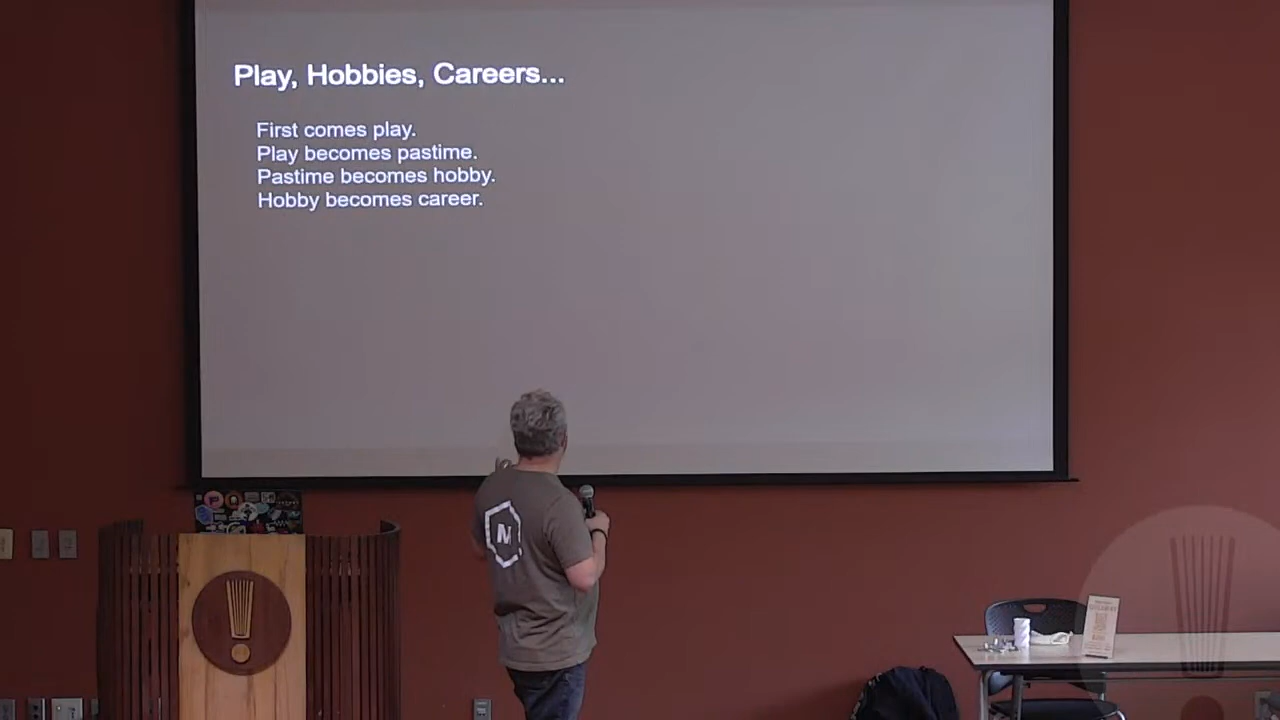 Play, Hobbies, Careers...
First comes play.
Play becomes pastime.
Pastime becomes hobby.
Hobby becomes career.
N